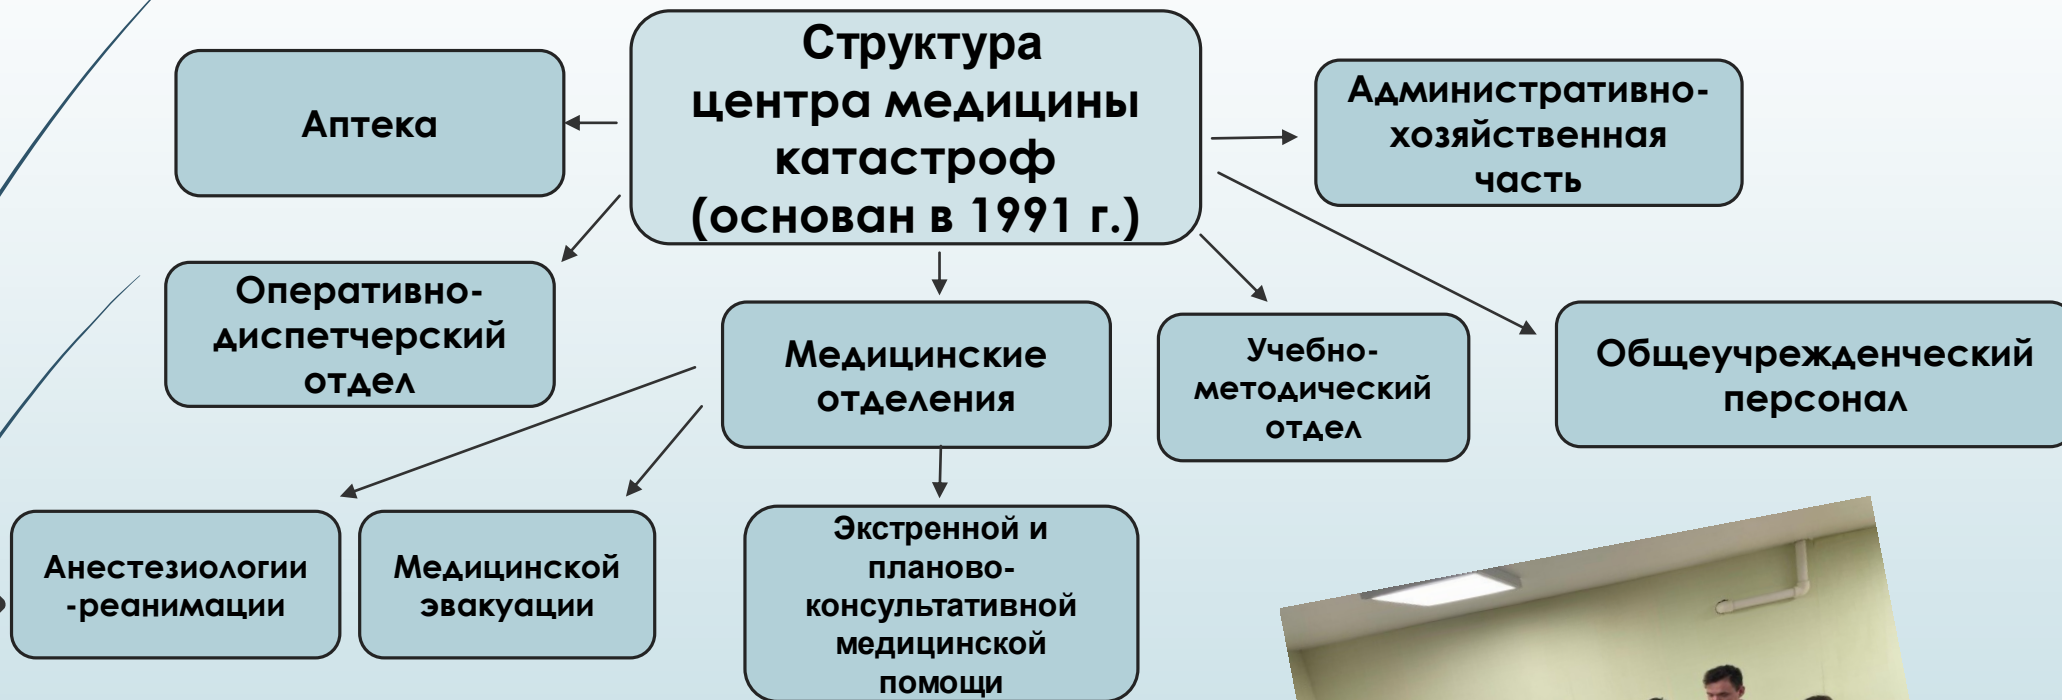 Структура
центра медицины
катастроф
(основан в 1991 г.)
Аптека
Административно-
хозяйственная
часть
Оперативно-
диспетчерский
отдел
Медицинские
отделения
Учебно-
методический
отдел
Общеучрежденческий
персонал
Анестезиологии
-реанимации
Медицинской
эвакуации
Экстренной и
планово-
консультативной
медицинской
помощи